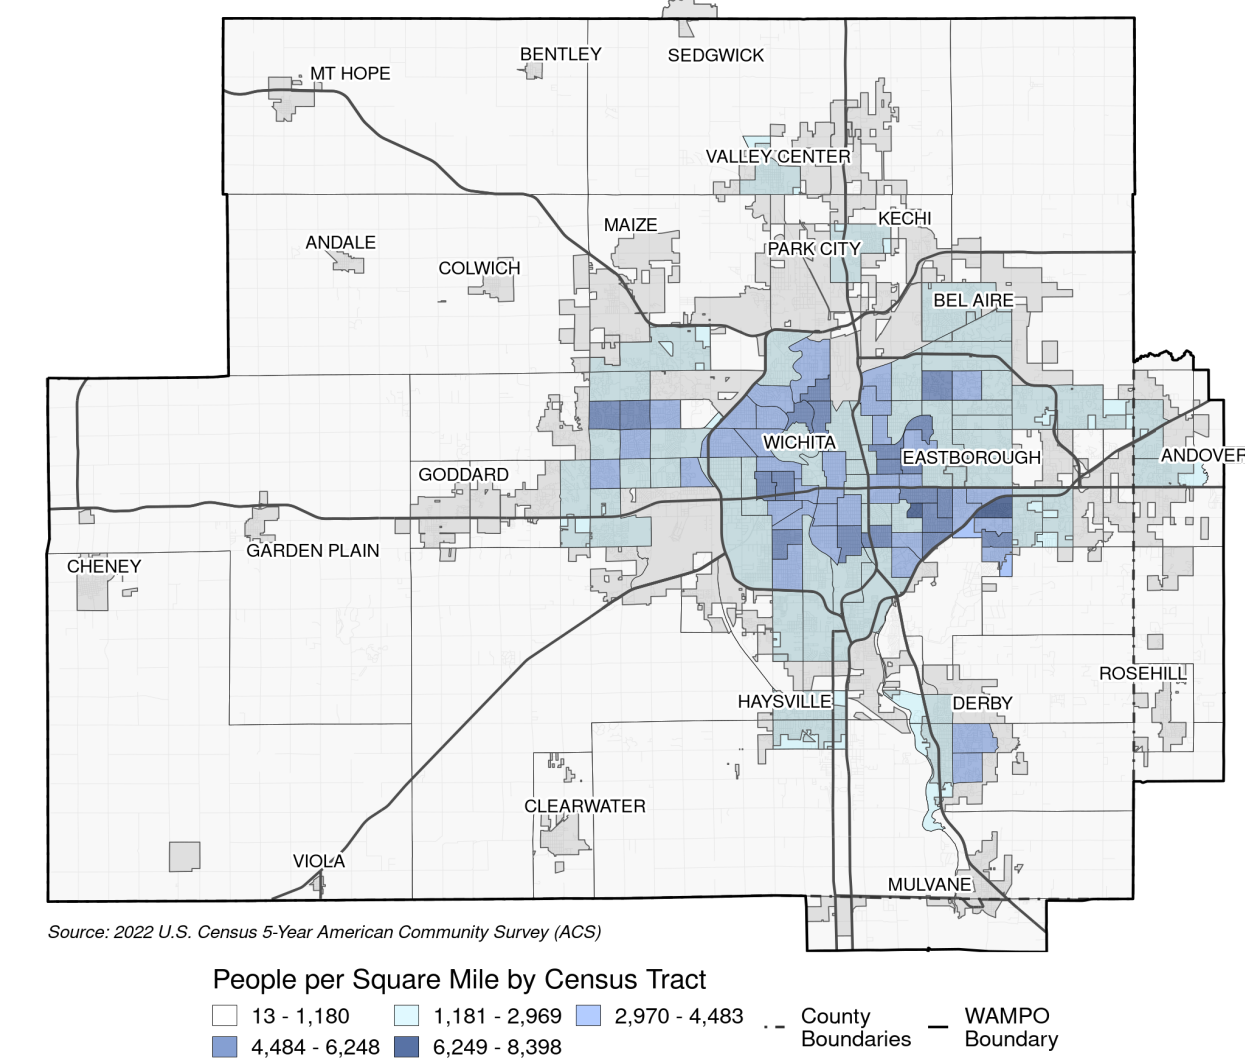 BENTLEY
SEDGWICK
MT HOPE
VALLEY CENTER
KECHI
MAIZE
ANDALE
PARK CITY
COLWICH
BEL AIRE
WICHITA
EASTBOROUGH
ANDOVER
GODDARD
GARDEN PLAIN
CHENEY
ROSEHILL
HAYSVILLE
DERBY
CLEARWATER
VIOLA
MULVANE
Source: 2022 U.S. Census 5-Year American Community Survey (ACS)
People per Square Mile by Census Tract
13 - 1,180
1,181 - 2,969
2,970 - 4,483
4,484 - 6,248
6,249 - 8,398
County
Boundaries
WAMPO
Boundary